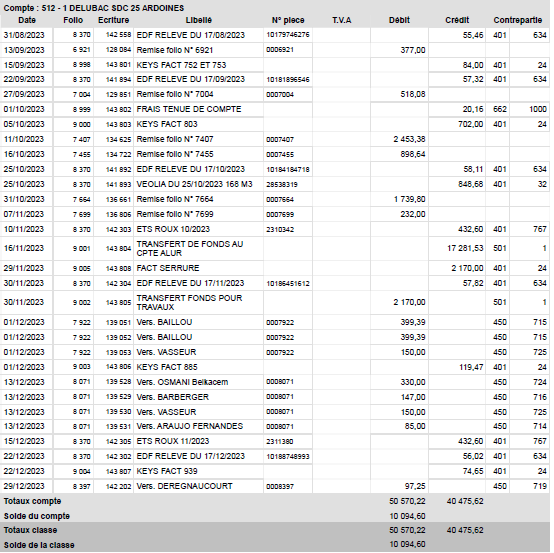 Compte : 512 - 1 DELUBAC SDC 25 ARDOINES
Date Folio Ecriture Libellé N° piece T.V.A Débit Crédit Contrepartie
31/08/2023 8 370 142 558 EDF RELEVE DU 17/08/2023 10179746276 55,46 401 634
13/09/2023 6 921 128 084 Remise folio N° 6921 0006921 377,00
15/09/2023 8 998 143 801 KEYS FACT 752 ET 753 84,00 401 24
22/09/2023 8 370 141 894 EDF RELEVE DU 17/09/2023 10181896546 57,32 401 634
27/09/2023 7 004 129 851 Remise folio N° 7004 0007004 518,08
01/10/2023 8 999 143 802 FRAIS TENUE DE COMPTE 20,16 662 1000
05/10/2023 9 000 143 803 KEYS FACT 803 702,00 401 24
11/10/2023 7 407 134 625 Remise folio N° 7407 0007407 2 453,38
16/10/2023 7 455 134 722 Remise folio N° 7455 0007455 898,64
25/10/2023 8 370 141 892 EDF RELEVE DU 17/10/2023 10184184718 58,11 401 634
25/10/2023 8 370 141 893 VEOLIA DU 25/10/2023 168 M3 28538319 848,68 401 32
31/10/2023 7 664 136 661 Remise folio N° 7664 0007664 1 739,80
07/11/2023 7 699 136 806 Remise folio N° 7699 0007699 232,00
10/11/2023 8 370 142 303 ETS ROUX 10/2023 2310342 432,60 401 767
16/11/2023 9 001 143 804 TRANSFERT DE FONDS AU CPTE ALUR 17 281,53 501 1
29/11/2023 9 005 143 808 FACT SERRURE 2 170,00 401 24
30/11/2023 8 370 142 304 EDF RELEVE DU 17/11/2023 10186451612 57,82 401 634
30/11/2023 9 002 143 805 TRANSFERT FONDS POUR TRAVAUX 2 170,00 501 1
01/12/2023 7 922 139 051 Vers. BAILLOU 0007922 399,39 450 715
01/12/2023 7 922 139 052 Vers. BAILLOU 0007922 399,39 450 715
01/12/2023 7 922 139 053 Vers. VASSEUR 0007922 150,00 450 725
01/12/2023 9 003 143 806 KEYS FACT 885 119,47 401 24
13/12/2023 8 071 139 528 Vers. OSMANI Belkacem 0008071 330,00 450 724
13/12/2023 8 071 139 529 Vers. BARBERGER 0008071 147,00 450 716
13/12/2023 8 071 139 530 Vers. VASSEUR 0008071 150,00 450 725
13/12/2023 8 071 139 531 Vers. ARAUJO FERNANDES 0008071 85,00 450 714
15/12/2023 8 370 142 305 ETS ROUX 11/2023 2311380 432,60 401 767
22/12/2023 8 370 142 302 EDF RELEVE DU 17/12/2023 10188748993 56,02 401 634
22/12/2023 9 004 143 807 KEYS FACT 939 74,65 401 24
29/12/2023 8 397 142 202 Vers. DEREGNAUCOURT 0008397 97,25 450 719
Totaux compte 50 570,22 40 475,62
Solde du compte 10 094,60
Totaux classe 50 570,22 40 475,62
Solde de la classe 10 094,60